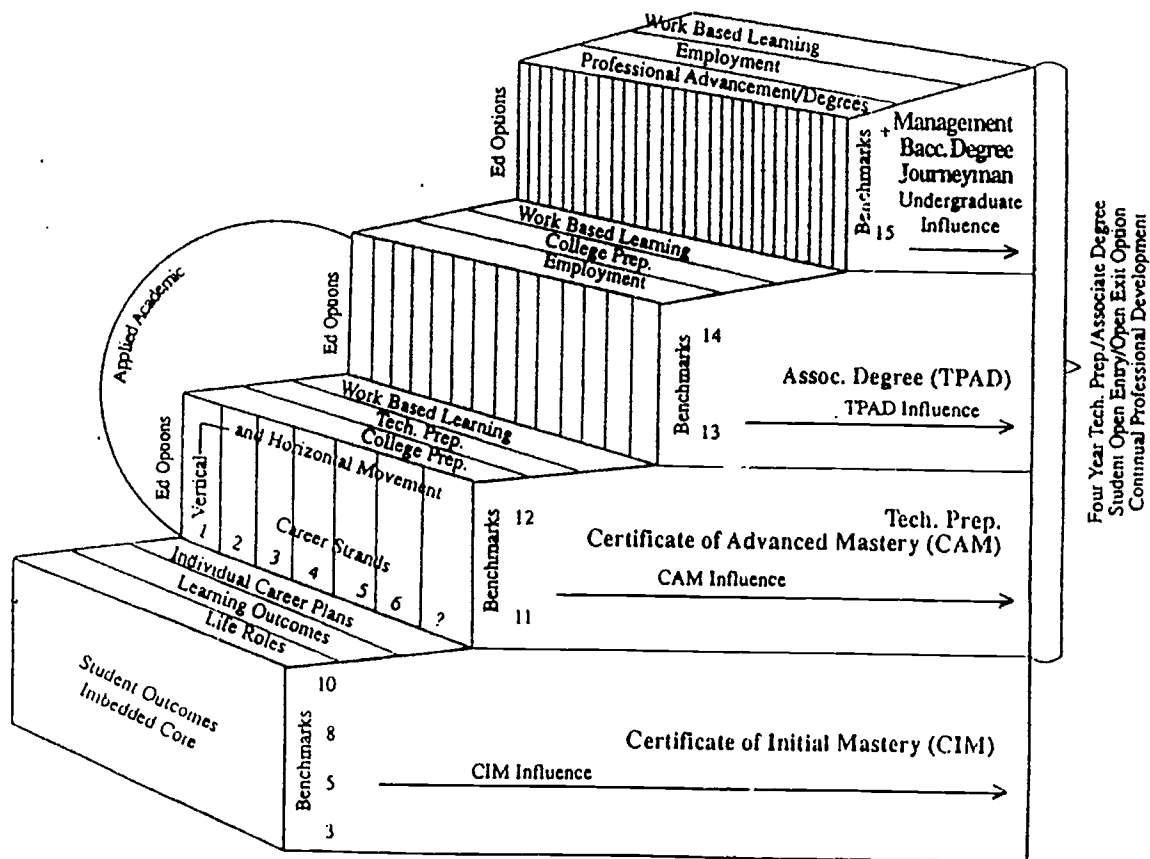 Work Based Learning
Employment
Professional Advancement/Degrees
Ed Options
Benchmarks
+
15
Management
Bacc. Degree
Journeyman
Undergraduate
Influence
Work Based Learning
College Prep.
Employment
Ed Options
Benchmarks
14
13
Assoc. Degree (TPAD)
TPAD Influence
Applied Academic
Work Based Learning
Tech. Prep.
College Prep.
Ed Options
Vertical
and Horizontal Movement
Career Strands
1 2 3 4 5 6 ?
Benchmarks
12
11
Tech. Prep.
Certificate of Advanced Mastery (CAM)
CAM Influence
Individual Career Plans
Learning Outcomes
Life Roles
Student Outcomes
Imbedded Core
Benchmarks
10
8
5
3
Certificate of Initial Mastery (CIM)
CIM Influence
Four Year Tech. Prep./Associate Degree
Student Open Entry/Open Exit Option
Continual Professional Development